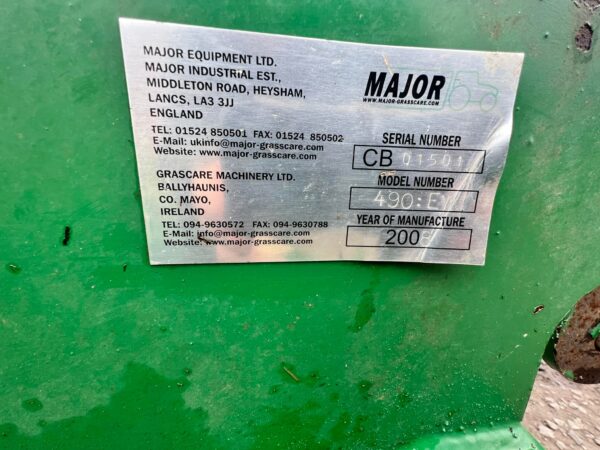 MAJOR EQUIPMENT LTD.
MAJOR INDUSTRIAL EST.,
MIDDLETON ROAD, HEYSHAM,
LANCS, LA3 3JJ
ENGLAND
TEL: 01524 850501 FAX: 01524 850502
E-Mail: ukinfo@major-grasscare.com
Website: www.major-grasscare.com
GRASCARE MACHINERY LTD.
BALLYHAUNIS,
CO. MAYO,
IRELAND
TEL: 094-9630572 FAX: 094-9630788
E-Mail: info@major-grasscare.com
Website: www.major-grasscare.com
MAJOR
WWW.MAJOR-GRASSCARE.COM
SERIAL NUMBER
CB
MODEL NUMBER
YEAR OF MANUFACTURE